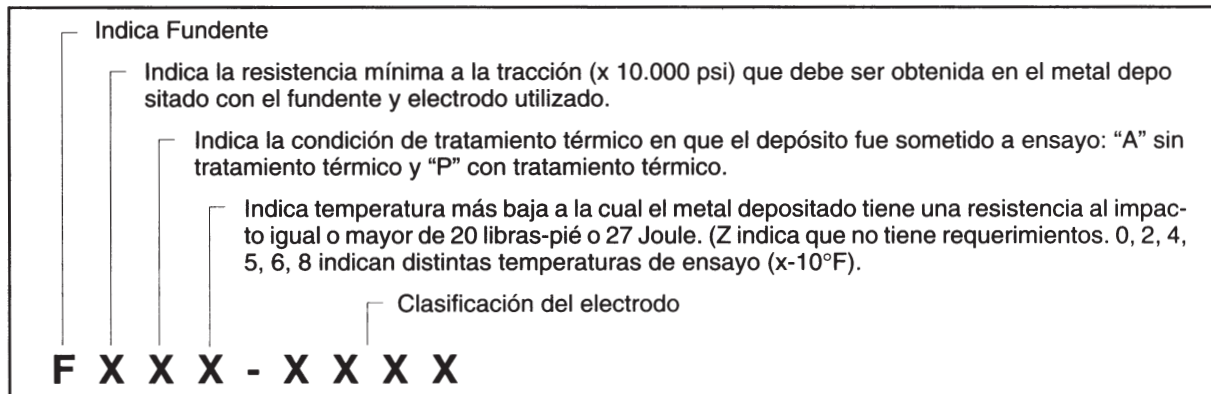 Indica Fundente
Indica la resistencia mínima a la tracción (x 10.000 psi) que debe ser obtenida en el metal depo
sitado con el fundente y electrodo utilizado.
Indica la condición de tratamiento térmico en que el depósito fue sometido a ensayo: “A” sin
tratamiento térmico y “P” con tratamiento térmico.
Indica temperatura más baja a la cual el metal depositado tiene una resistencia al impac-
to igual o mayor de 20 libras-pié o 27 Joule. (Z indica que no tiene requerimientos. 0, 2, 4,
5, 6, 8 indican distintas temperaturas de ensayo (x-10°F).
Clasificación del electrodo
F X X X - X X X X